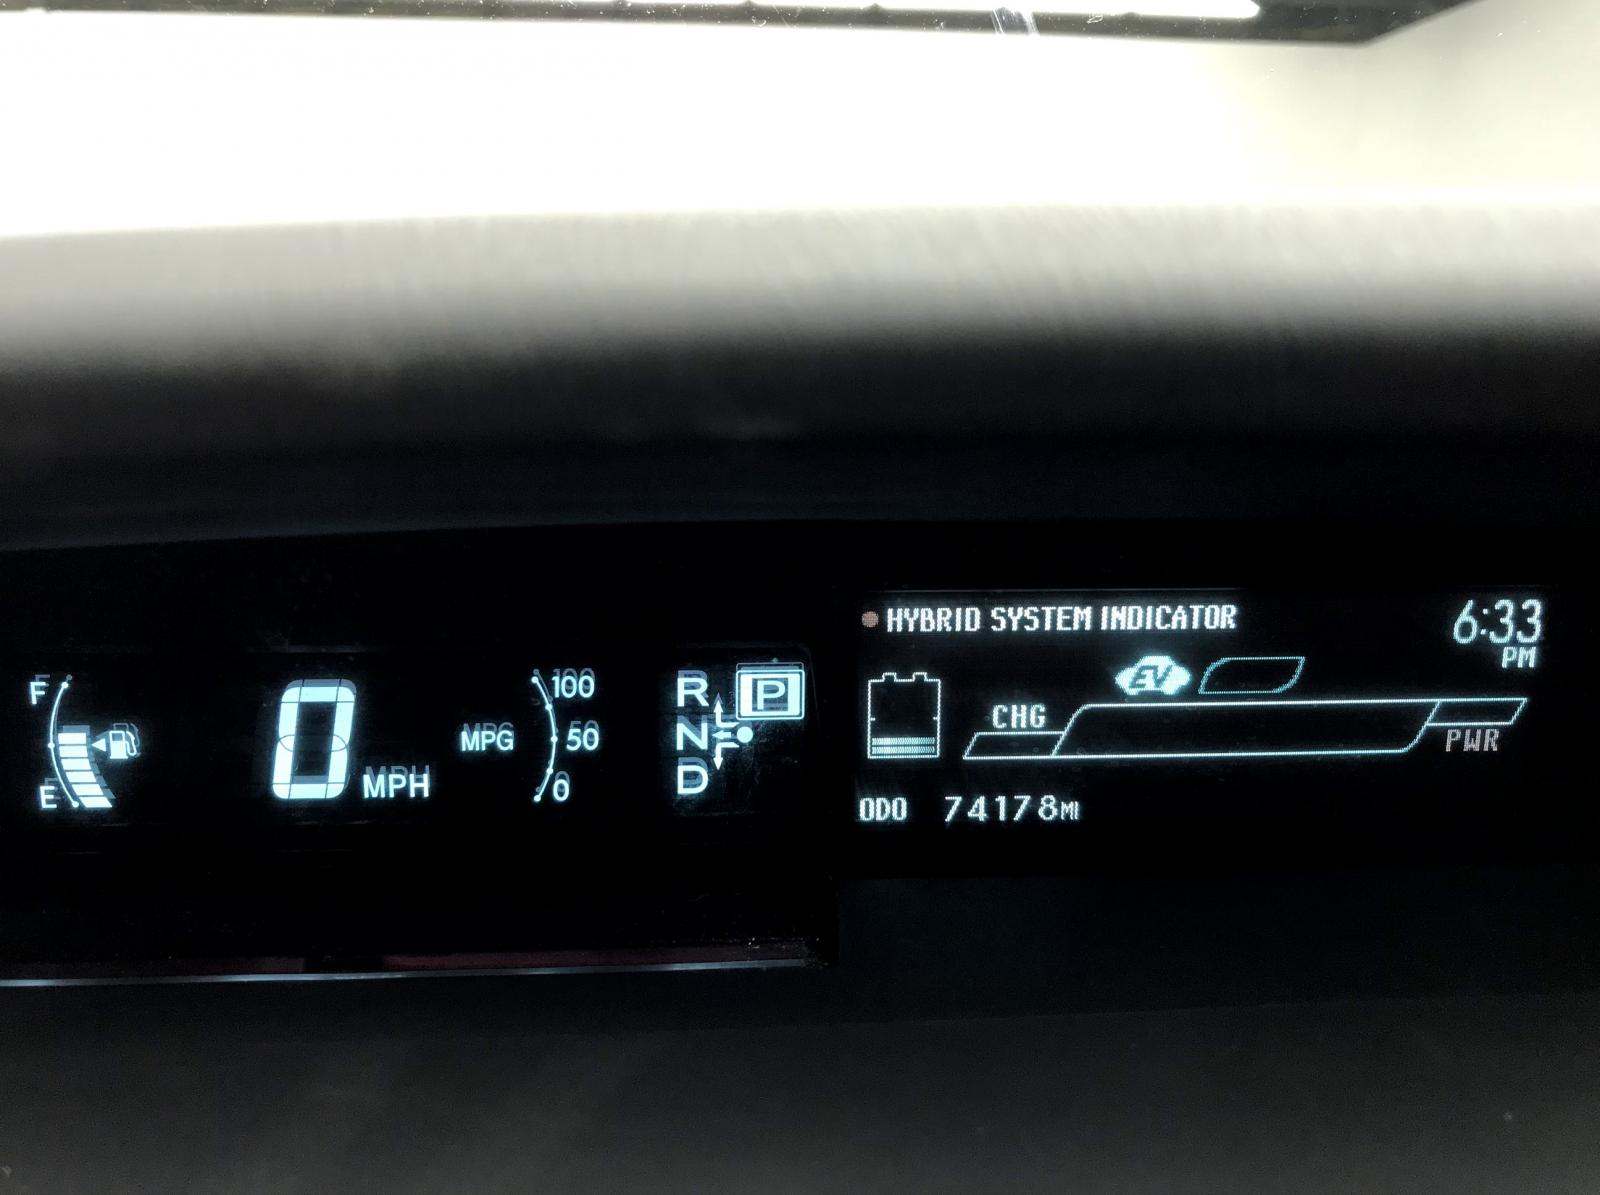 HYBRID SYSTEM INDICATOR
6:33
PM
EV
CHG
PWR
ODO 74178MI
F
E
0 MPH
MPG
100
50
0
R
N
D
P